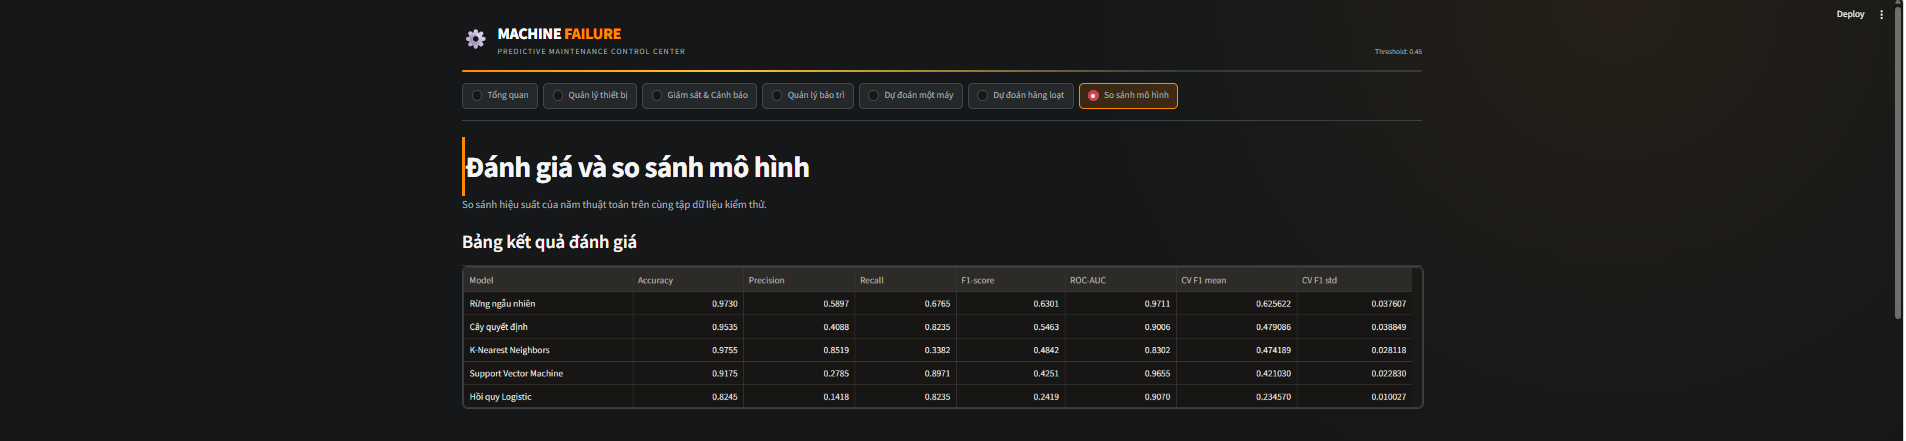 Deploy
MACHINE FAILURE
PREDICTIVE MAINTENANCE CONTROL CENTER
Threshold: 0.45
Tổng quan Quản lý thiết bị Giám sát & Cảnh báo Quản lý bảo trì Dự đoán một máy Dự đoán hàng loạt So sánh mô hình
Đánh giá và so sánh mô hình
So sánh hiệu suất của năm thuật toán trên cùng tập dữ liệu kiểm thử.
Bảng kết quả đánh giá
Model Accuracy Precision Recall F1-score ROC-AUC CV F1 mean CV F1 std
Rừng ngẫu nhiên 0.9730 0.5897 0.6765 0.6301 0.9711 0.625622 0.037607
Cây quyết định 0.9535 0.4088 0.8235 0.5463 0.9006 0.479086 0.038849
K-Nearest Neighbors 0.9755 0.8519 0.3382 0.4842 0.8302 0.474189 0.028118
Support Vector Machine 0.9175 0.2785 0.8971 0.4251 0.9655 0.421030 0.022830
Hồi quy Logistic 0.8245 0.1418 0.8235 0.2419 0.9070 0.234570 0.010027